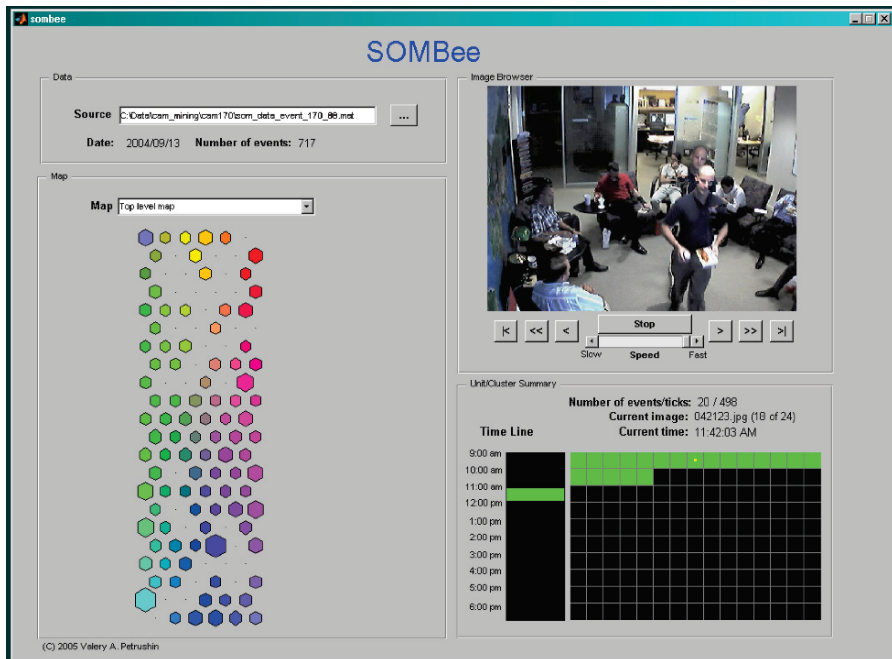 sombee
SOMBee
Data
Source C:\Data\cam_mining\cam170\som_data_event_170_88.mat ...
Date: 2004/09/13 Number of events: 717
Map
Map Top level map
(C) 2005 Valery A. Petrushin
Image Browser
|< << < Stop > >> >|
Slow Speed Fast
Unit/Cluster Summary
Number of events/ticks: 20 / 498
Current image: 042123.jpg (18 of 24)
Current time: 11:42:03 AM
Time Line
9:00 am
10:00 am
11:00 am
12:00 pm
1:00 pm
2:00 pm
3:00 pm
4:00 pm
5:00 pm
6:00 pm